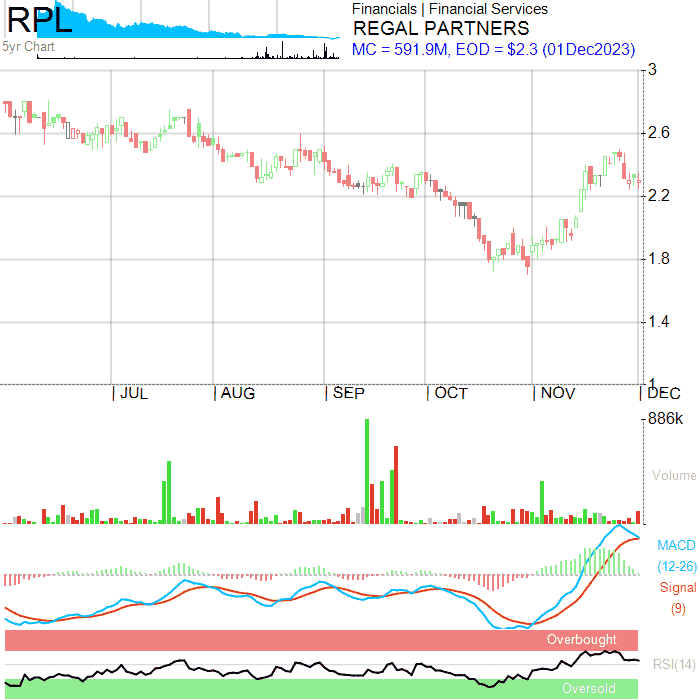 RPL
5yr Chart
Financials | Financial Services
REGAL PARTNERS
MC = 591.9M, EOD = $2.3 (01Dec2023)
3
2.6
2.2
1.8
1.4
1
JUL AUG SEP OCT NOV DEC
886k
Volume
MACD
(12-26)
Signal
(9)
Overbought
RSI(14)
Oversold